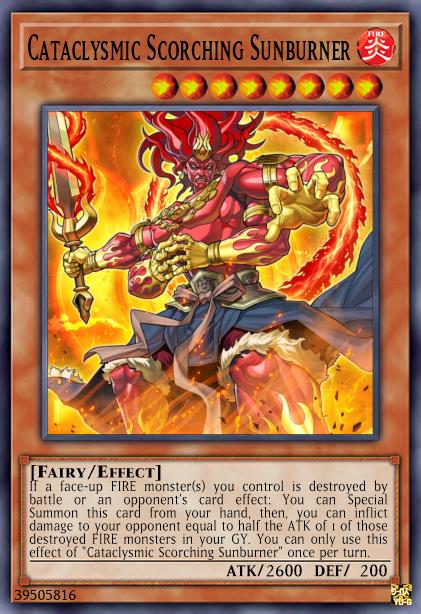 Cataclysmic Scorching Sunburner
FIRE
炎
[Fairy/Effect]
If a face-up FIRE monster(s) you control is destroyed by
battle or an opponent's card effect: You can Special
Summon this card from your hand, then, you can inflict
damage to your opponent equal to half the ATK of 1 of those
destroyed FIRE monsters in your GY. You can only use this
effect of "Cataclysmic Scorching Sunburner" once per turn.
ATK/2600 DEF/ 200
39505816